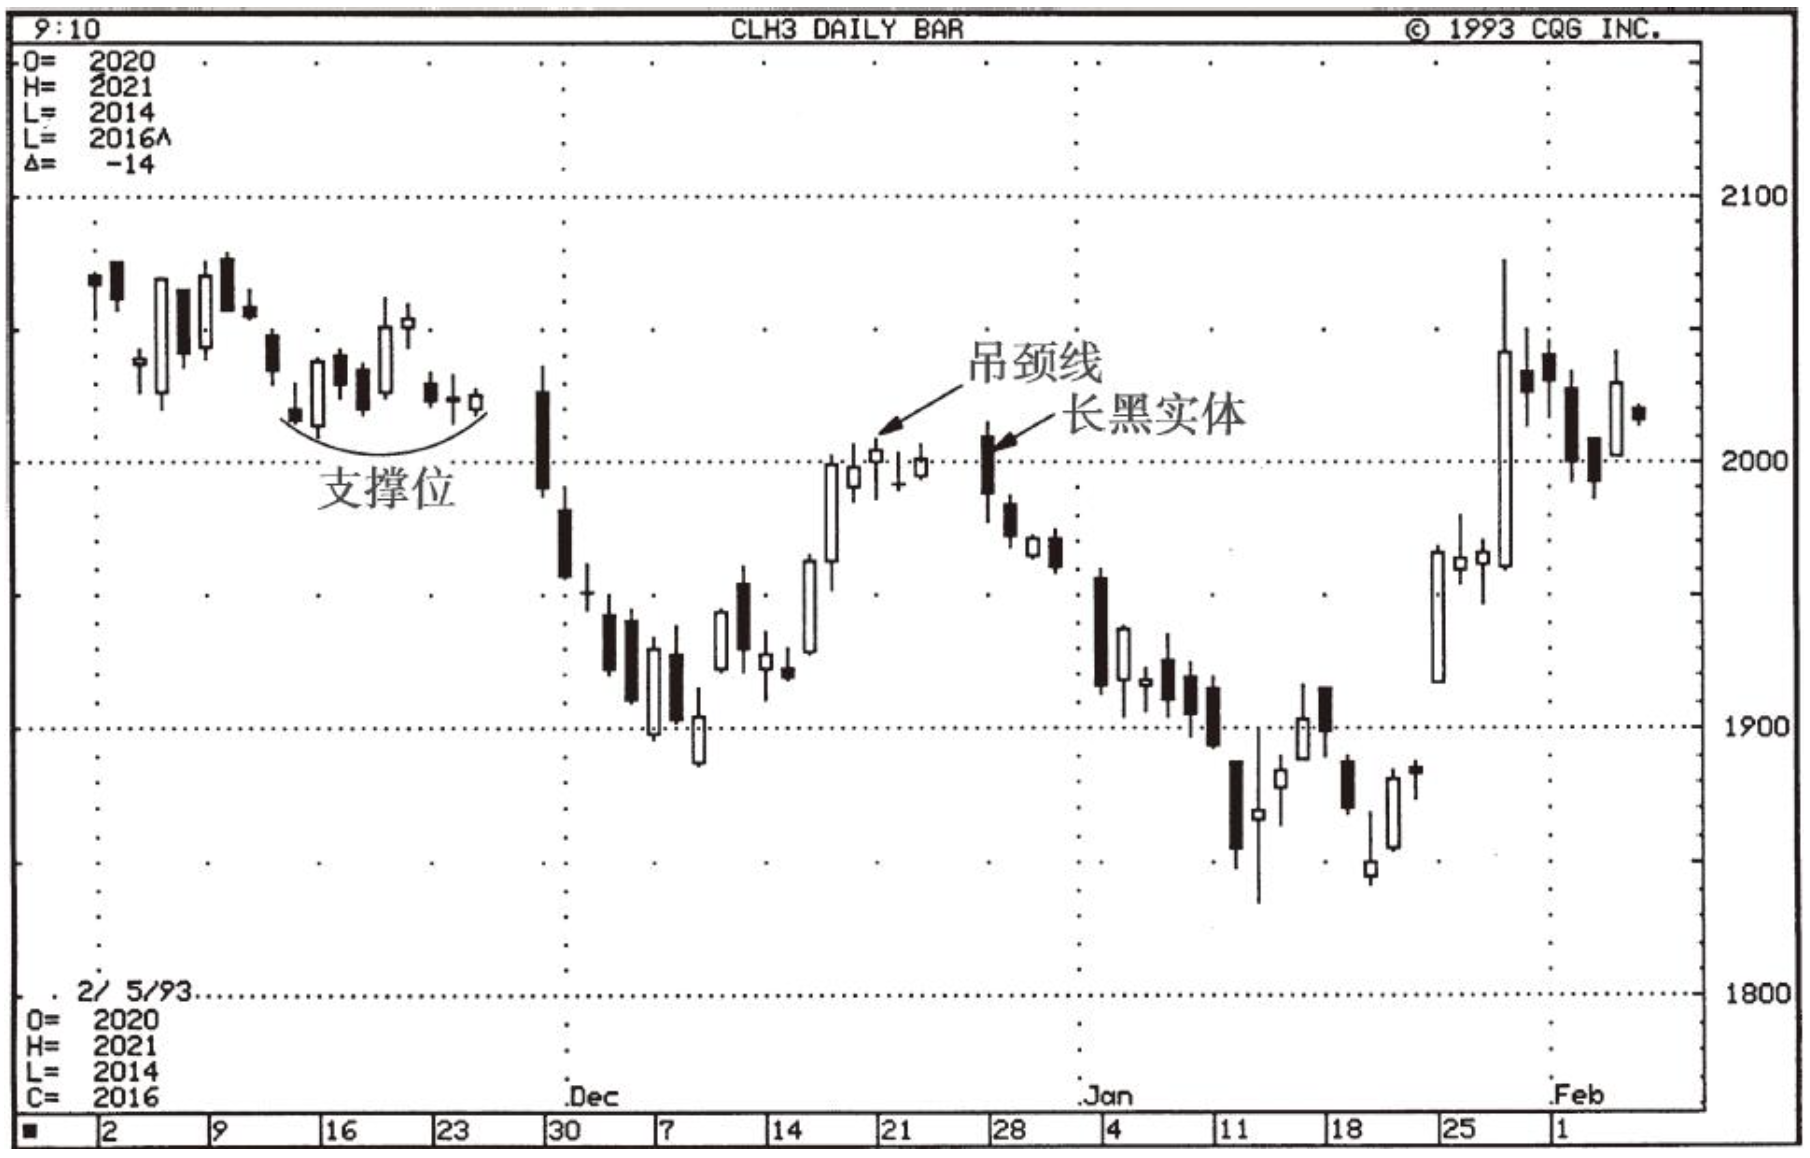 9:10 CLH3 DAILY BAR © 1993 CQG INC.
O= 2020
H= 2021
L= 2014
L= 2016A
Δ= -14
2100
吊颈线
长黑实体
2000
支撑位
1900
2/ 5/93
1800
O= 2020
H= 2021
L= 2014
C= 2016
Dec Jan Feb
2 9 16 23 30 7 14 21 28 4 11 18 25 1